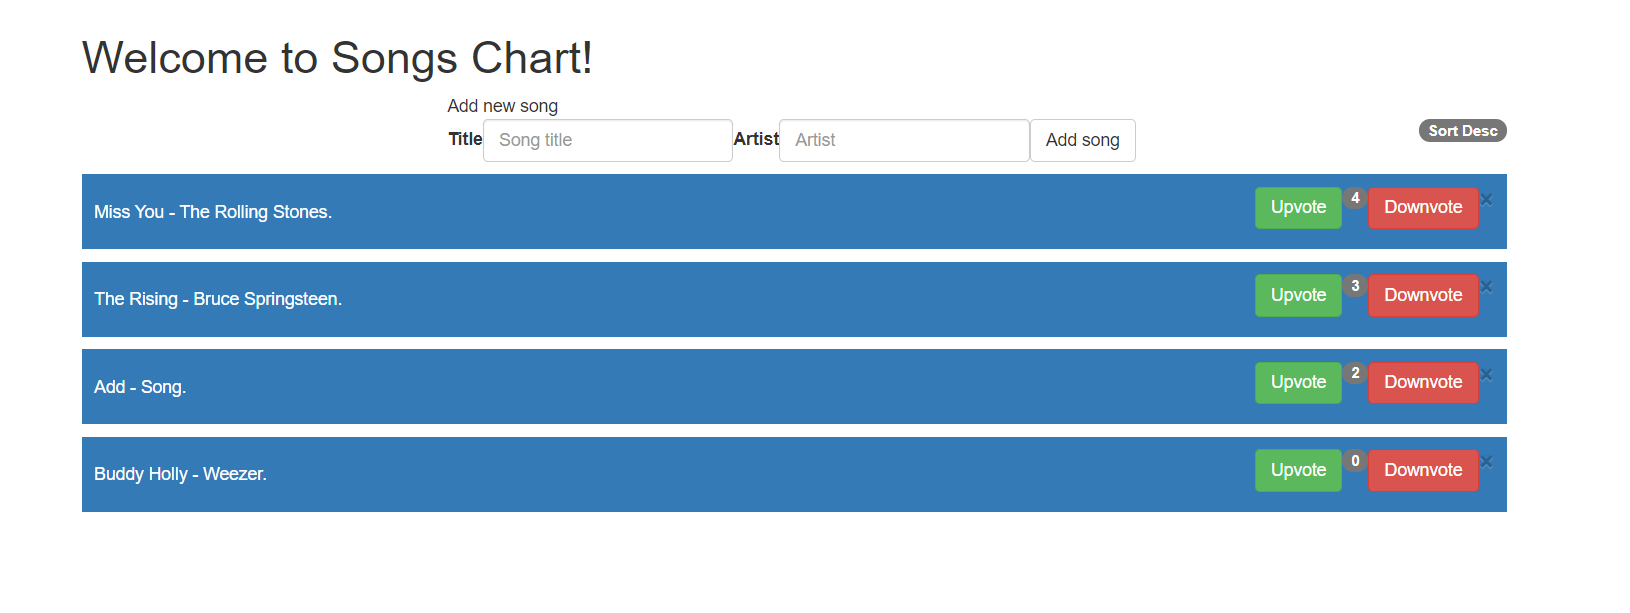 Welcome to Songs Chart!
Add new song
Title Song title Artist Artist Add song Sort Desc
Miss You - The Rolling Stones. Upvote 4 Downvote ×
The Rising - Bruce Springsteen. Upvote 3 Downvote ×
Add - Song. Upvote 2 Downvote ×
Buddy Holly - Weezer. Upvote 0 Downvote ×